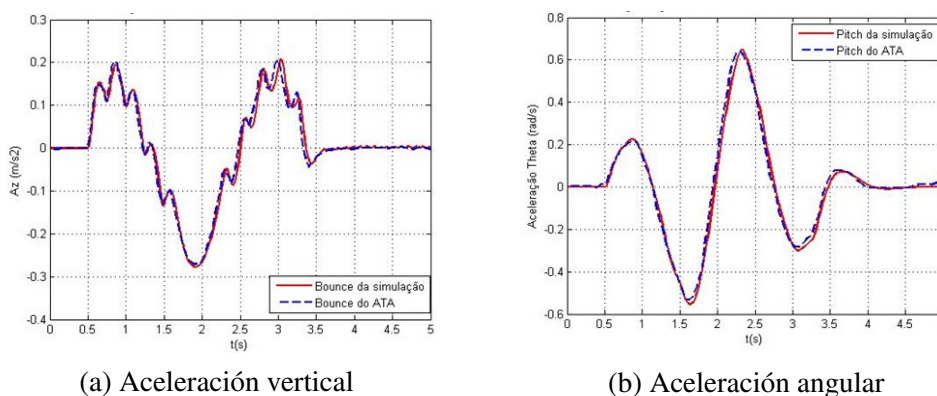 0.3
0.2
0.1
0
-0.1
-0.2
-0.3
-0.4
Az (m/s2)
0 0.5 1 1.5 2 2.5 3 3.5 4 4.5 5
t(s)
Bounce da simulação
Bounce do ATA
(a) Aceleración vertical
0.8
0.6
0.4
0.2
0
-0.2
-0.4
-0.6
Aceleração Theta (rad/s)
0 0.5 1 1.5 2 2.5 3 3.5 4 4.5
t(s)
Pitch da simulação
Pitch do ATA
(b) Aceleración angular